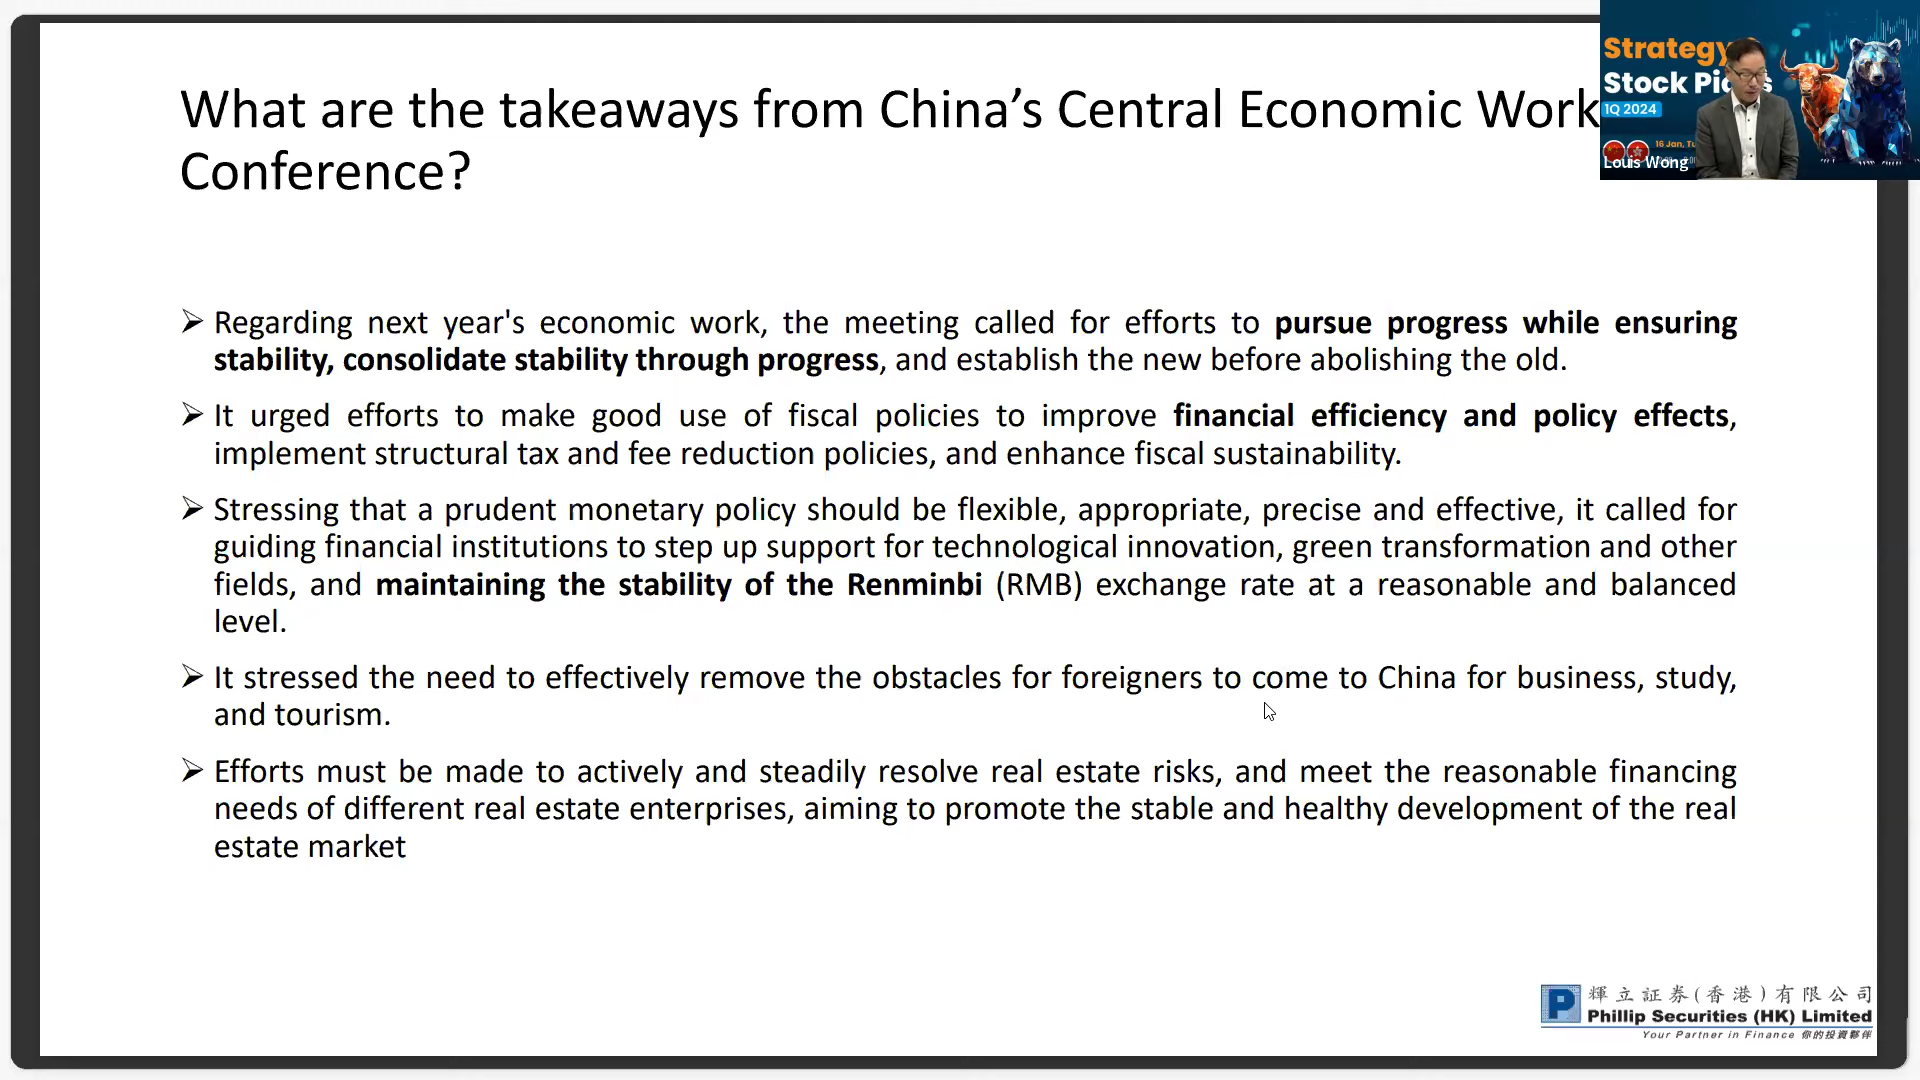 What are the takeaways from China’s Central Economic Work
Conference?
Strategy
Stock Pi
1Q 2024
16 Jan, Tu
Louis Wong
➢ Regarding next year's economic work, the meeting called for efforts to pursue progress while ensuring
stability, consolidate stability through progress, and establish the new before abolishing the old.
➢ It urged efforts to make good use of fiscal policies to improve financial efficiency and policy effects,
implement structural tax and fee reduction policies, and enhance fiscal sustainability.
➢ Stressing that a prudent monetary policy should be flexible, appropriate, precise and effective, it called for
guiding financial institutions to step up support for technological innovation, green transformation and other
fields, and maintaining the stability of the Renminbi (RMB) exchange rate at a reasonable and balanced
level.
➢ It stressed the need to effectively remove the obstacles for foreigners to come to China for business, study,
and tourism.
➢ Efforts must be made to actively and steadily resolve real estate risks, and meet the reasonable financing
needs of different real estate enterprises, aiming to promote the stable and healthy development of the real
estate market
P
輝立証券(香港)有限公司
Phillip Securities (HK) Limited
Your Partner in Finance 你的投資夥伴